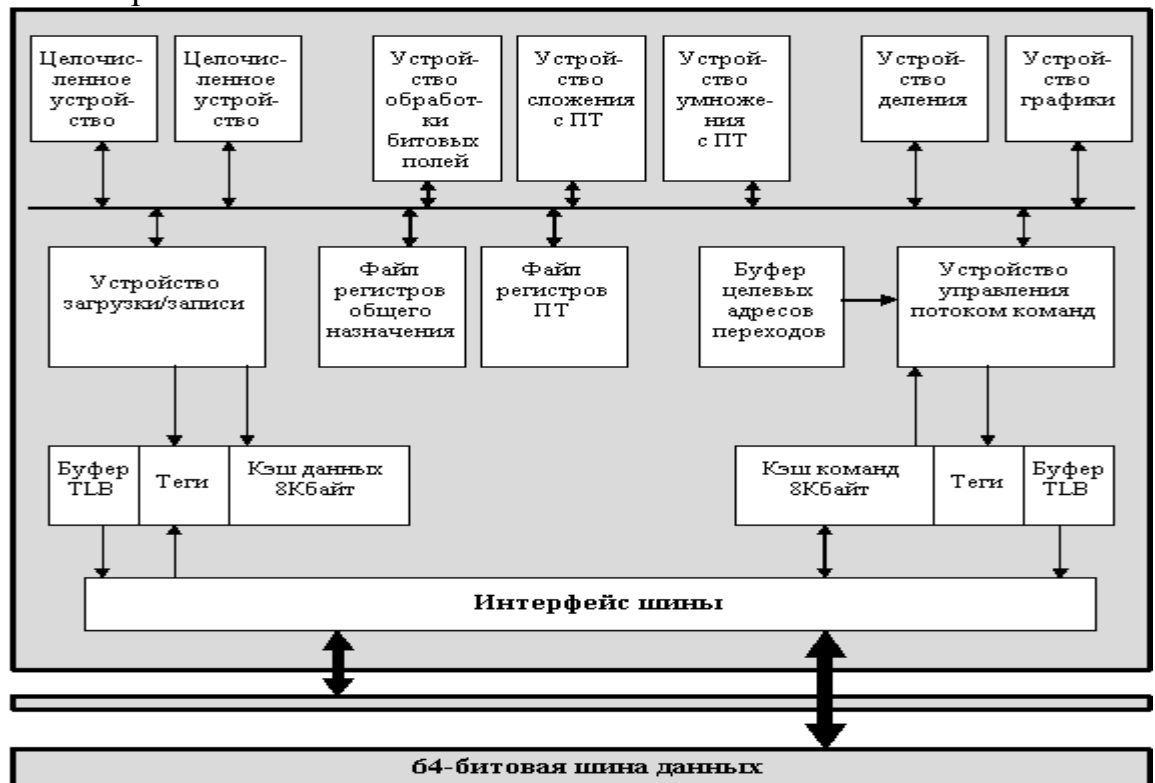 Целочис-
ленное
устрой-
ство
Целочис-
ленное
устрой-
ство
Устрой-
ство
обработ-
ки
битовых
полей
Устрой-
ство
сложения
с ПТ
Устрой-
ство
умноже-
ния
с ПТ
Устрой-
ство
деления
Устрой-
ство
графики
Устройство
загрузки/записи
Файл
регистров
общего
назначения
Файл
регистров
ПТ
Буфер
целевых
адресов
переходов
Устройство
управления
потоком команд
Буфер
TLB
Теги
Кэш данных
8Кбайт
Кэш команд
8Кбайт
Теги
Буфер
TLB
Интерфейс шины
64-битовая шина данных